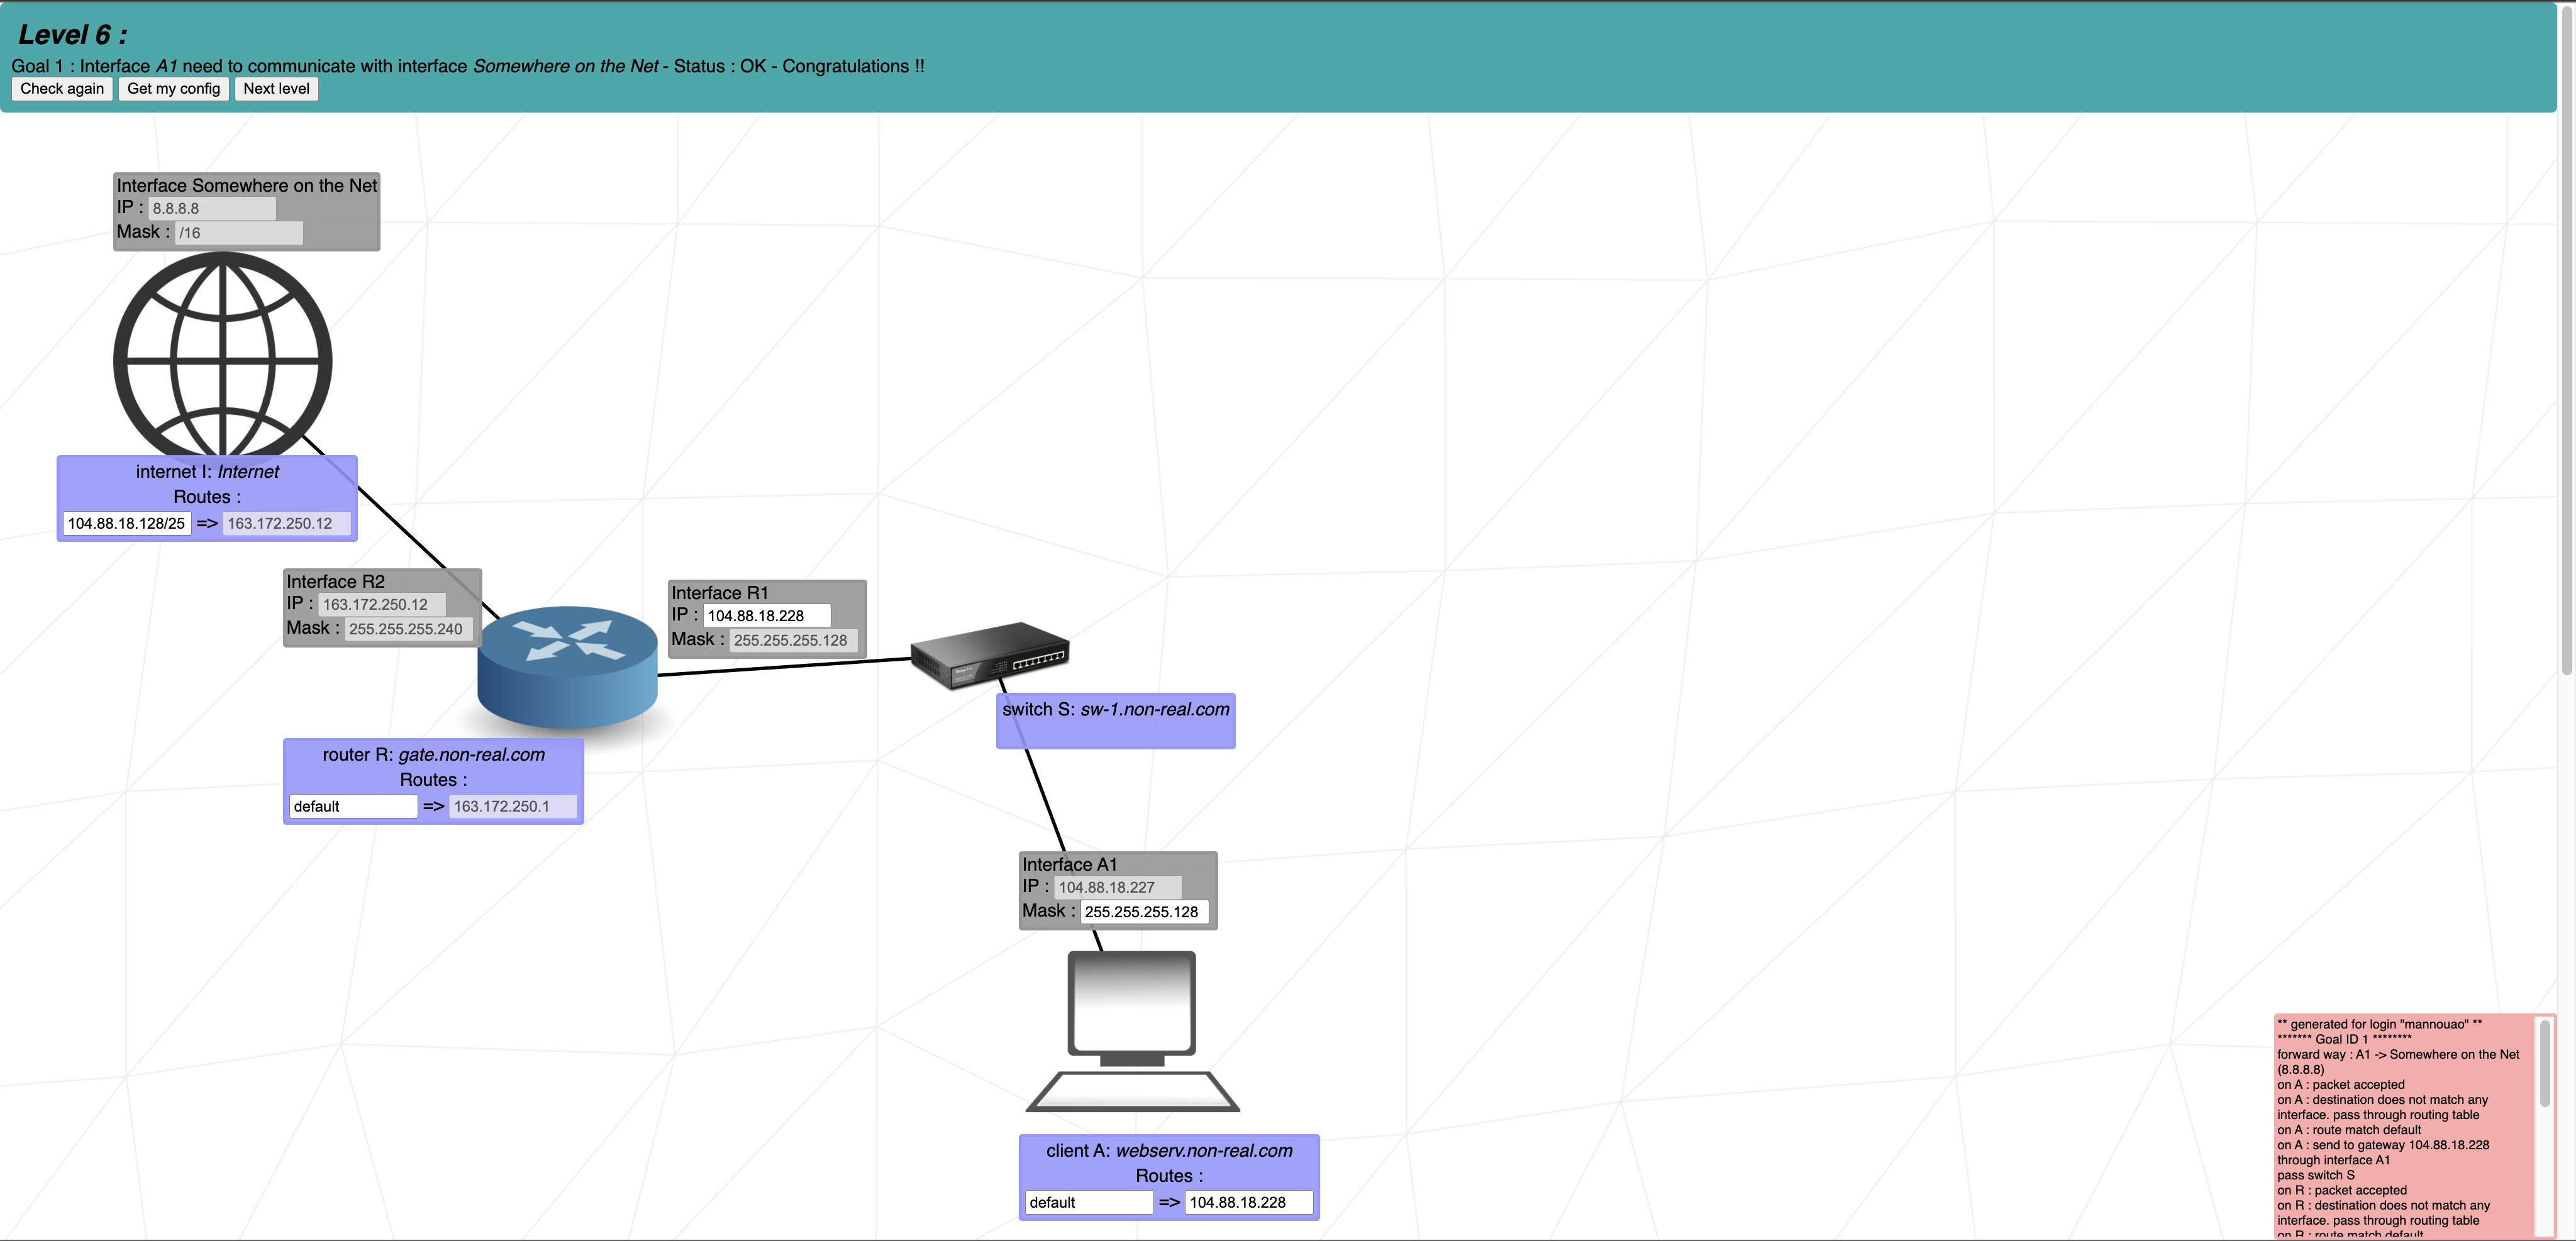 Level 6 :
Goal 1 : Interface A1 need to communicate with interface Somewhere on the Net - Status : OK - Congratulations !!
Check again Get my config Next level
Interface Somewhere on the Net
IP : 8.8.8.8
Mask : /16
internet I: Internet
Routes :
104.88.18.128/25 => 163.172.250.12
Interface R2
IP : 163.172.250.12
Mask : 255.255.255.240
Interface R1
IP : 104.88.18.228
Mask : 255.255.255.128
switch S: sw-1.non-real.com
router R: gate.non-real.com
Routes :
default => 163.172.250.1
Interface A1
IP : 104.88.18.227
Mask : 255.255.255.128
client A: webserv.non-real.com
Routes :
default => 104.88.18.228
** generated for login "mannouao" **
******* Goal ID 1 ********
forward way : A1 -> Somewhere on the Net
(8.8.8.8)
on A : packet accepted
on A : destination does not match any
interface. pass through routing table
on A : route match default
on A : send to gateway 104.88.18.228
through interface A1
pass switch S
on R : packet accepted
on R : destination does not match any
interface. pass through routing table
on R : route match default